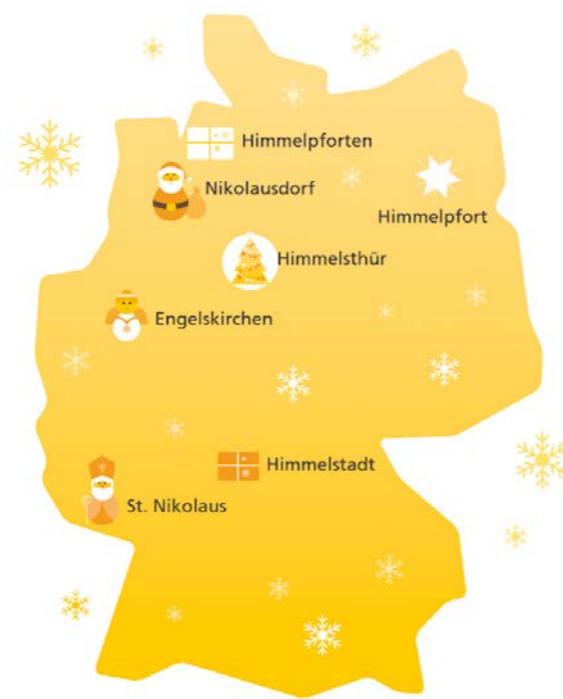 Himmelpforten
Nikolausdorf
Himmelpfort
Himmelsthür
Engelskirchen
Himmelstadt
St. Nikolaus